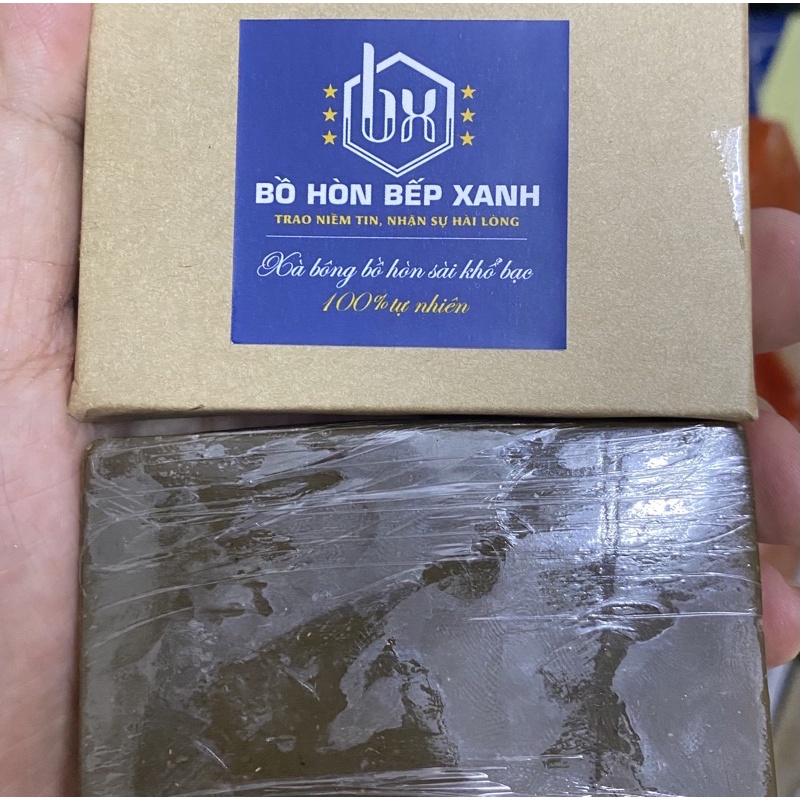 bx
BỒ HÒN BẾP XANH
TRAO NIỀM TIN, NHẬN SỰ HÀI LÒNG
Xà bông bồ hòn sài khổ bạc
100% tự nhiên